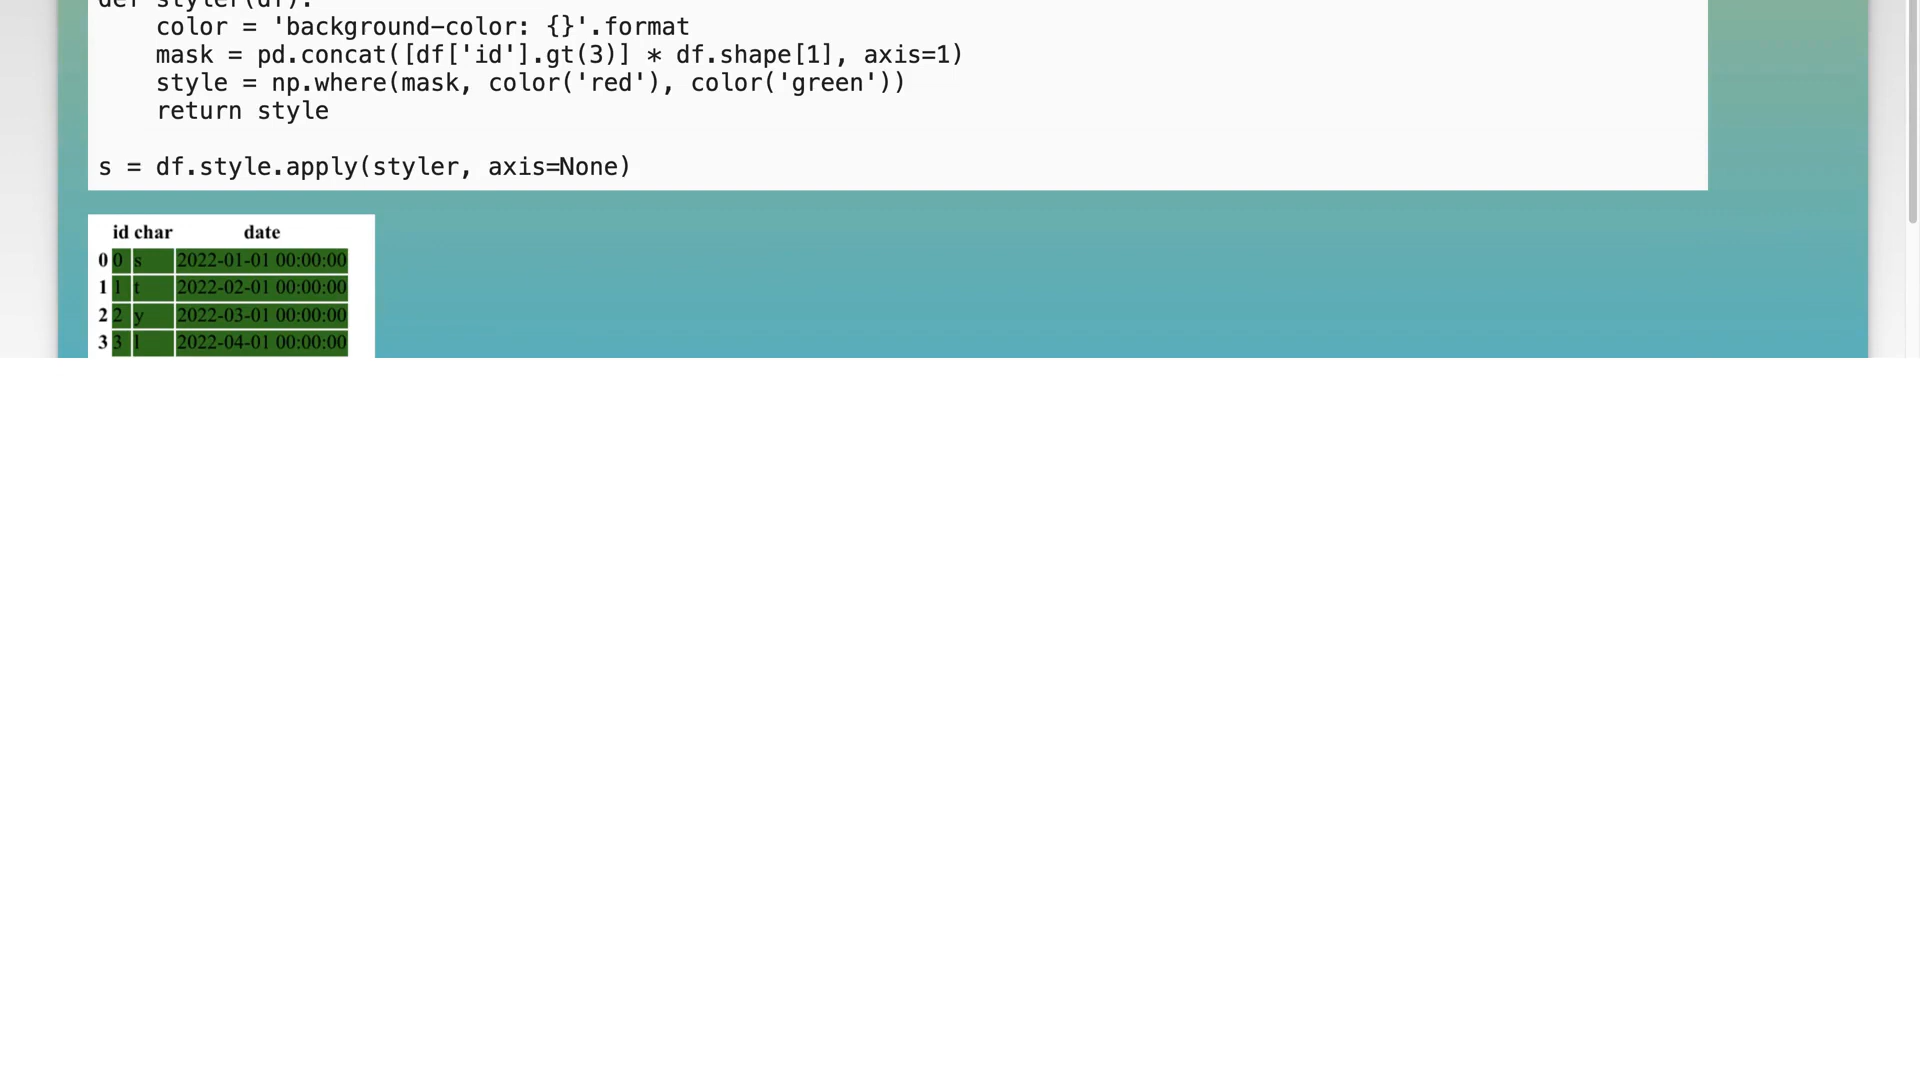 def styler(df):
    color = 'background-color: {}'.format
    mask = pd.concat([df['id'].gt(3)] * df.shape[1], axis=1)
    style = np.where(mask, color('red'), color('green'))
    return style
s = df.style.apply(styler, axis=None)
id char date
0 0 s 2022-01-01 00:00:00
1 1 t 2022-02-01 00:00:00
2 2 y 2022-03-01 00:00:00
3 3 l 2022-04-01 00:00:00